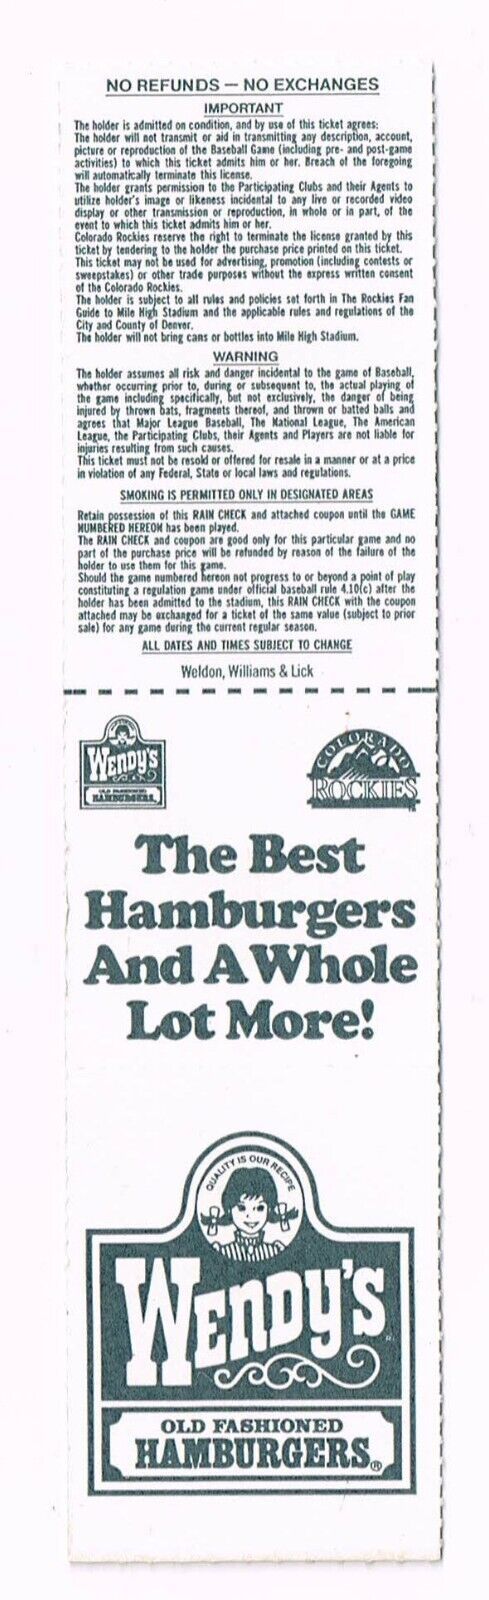 NO REFUNDS — NO EXCHANGES
IMPORTANT
The holder is admitted on condition, and by use of this ticket agrees:
The holder will not transmit or aid in transmitting any description, account,
picture or reproduction of the Baseball Game (including pre- and post-game
activities) to which this ticket admits him or her. Breach of the foregoing
will automatically terminate this license.
The holder grants permission to the Participating Clubs and their Agents to
utilize holder's image or likeness incidental to any live or recorded video
display or other transmission or reproduction, in whole or in part, of the
event to which this ticket admits him or her.
Colorado Rockies reserve the right to terminate the license granted by this
ticket by tendering to the holder the purchase price printed on this ticket.
This ticket may not be used for advertising, promotion (including contests or
sweepstakes) or other trade purposes without the express written consent
of the Colorado Rockies.
The holder is subject to all rules and policies set forth in The Rockies Fan
Guide to Mile High Stadium and the applicable rules and regulations of the
City and County of Denver.
The holder will not bring cans or bottles into Mile High Stadium.
WARNING
The holder assumes all risk and danger incidental to the game of Baseball,
whether occurring prior to, during or subsequent to, the actual playing of
the game including specifically, but not exclusively, the danger of being
injured by thrown bats, fragments thereof, and thrown or batted balls and
agrees that Major League Baseball, The National League, The American
League, the Participating Clubs, their Agents and Players are not liable for
injuries resulting from such causes.
This ticket must not be resold or offered for resale in a manner or at a price
in violation of any Federal, State or local laws and regulations.
SMOKING IS PERMITTED ONLY IN DESIGNATED AREAS
Retain possession of this RAIN CHECK and attached coupon until the GAME
NUMBERED HEREON has been played.
The RAIN CHECK and coupon are good only for this particular game and no
part of the purchase price will be refunded by reason of the failure of the
holder to use them for this game.
Should the game numbered hereon not progress to or beyond a point of play
constituting a regulation game under official baseball rule 4.10(c) after the
holder has been admitted to the stadium, this RAIN CHECK with the coupon
attached may be exchanged for a ticket of the same value (subject to prior
sale) for any game during the current regular season.
ALL DATES AND TIMES SUBJECT TO CHANGE
Weldon, Williams & Lick
WENDY'S
OLD FASHIONED
HAMBURGERS
COLORADO
ROCKIES
The Best
Hamburgers
And A Whole
Lot More!
QUALITY IS OUR RECIPE
WENDY'S
OLD FASHIONED
HAMBURGERS®